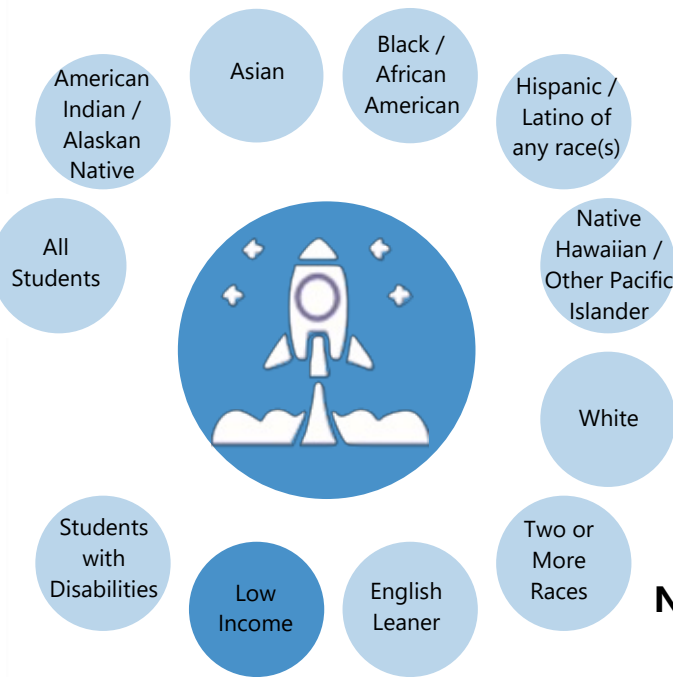 All
Students
American
Indian /
Alaskan
Native
Asian
Black /
African
American
Hispanic /
Latino of
any race(s)
Native
Hawaiian /
Other Pacific
Islander
White
Two or
More
Races
English
Leaner
Low
Income
Students
with
Disabilities
N